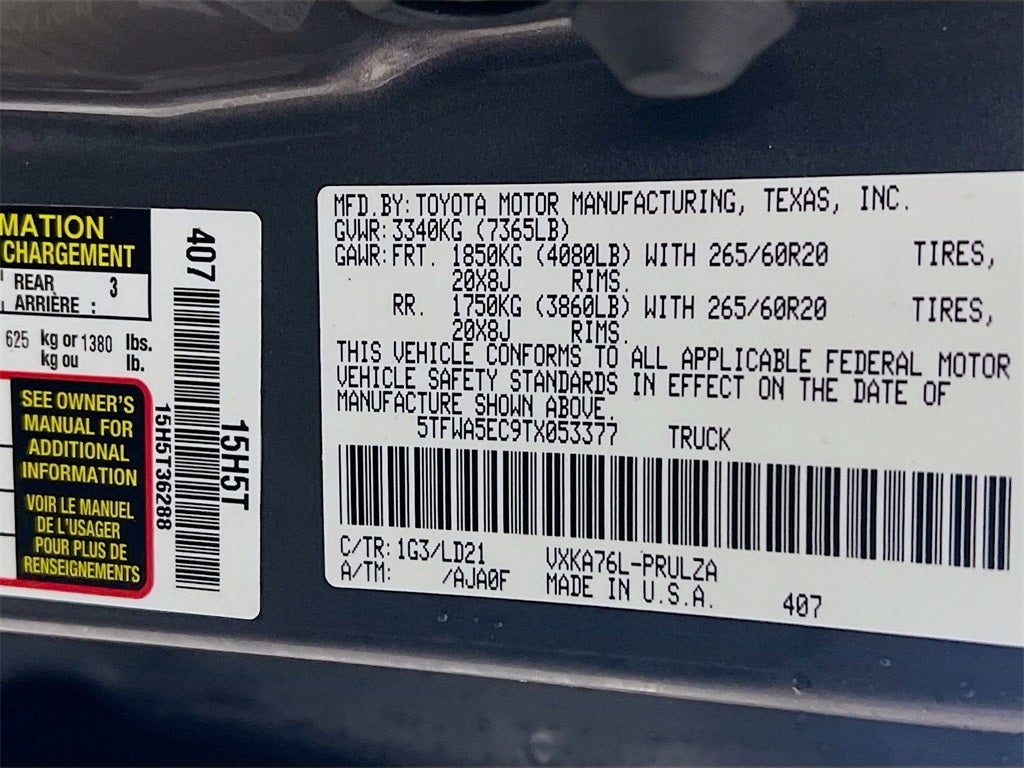 MATION
CHARGEMENT
REAR
ARRIÈRE : 3
625 kg or 1380 lbs.
kg ou lb.
SEE OWNER'S
MANUAL FOR
ADDITIONAL
INFORMATION
VOIR LE MANUEL
DE L'USAGER
POUR PLUS DE
RENSEIGNEMENTS
407
15H5T
15H5T36288
MFD.BY:TOYOTA MOTOR MANUFACTURING, TEXAS, INC.
GVWR:3340KG (7365LB)
GAWR:FRT. 1850KG (4080LB) WITH 265/60R20 TIRES,
20X8J RIMS.
RR. 1750KG (3860LB) WITH 265/60R20 TIRES,
20X8J RIMS.
THIS VEHICLE CONFORMS TO ALL APPLICABLE FEDERAL MOTOR
VEHICLE SAFETY STANDARDS IN EFFECT ON THE DATE OF
MANUFACTURE SHOWN ABOVE.
5TFWA5EC9TX053377 TRUCK
C/TR:1G3/LD21 VXKA76L-PRULZA
A/TM: /AJA0F MADE IN U.S.A. 407